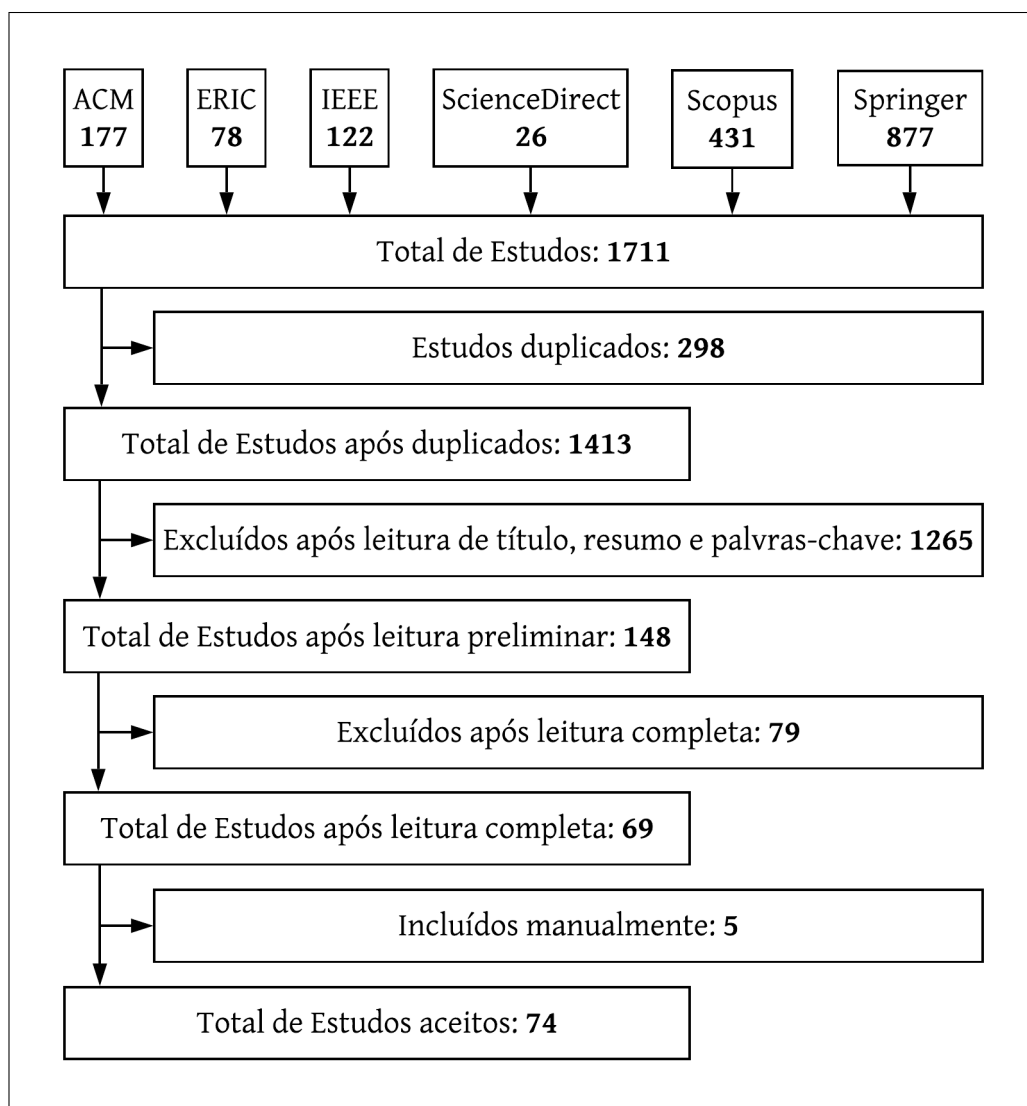 ACM
177
ERIC
78
IEEE
122
ScienceDirect
26
Scopus
431
Springer
877
Total de Estudos: 1711
Estudos duplicados: 298
Total de Estudos após duplicados: 1413
Excluídos após leitura de título, resumo e palvras-chave: 1265
Total de Estudos após leitura preliminar: 148
Excluídos após leitura completa: 79
Total de Estudos após leitura completa: 69
Incluídos manualmente: 5
Total de Estudos aceitos: 74